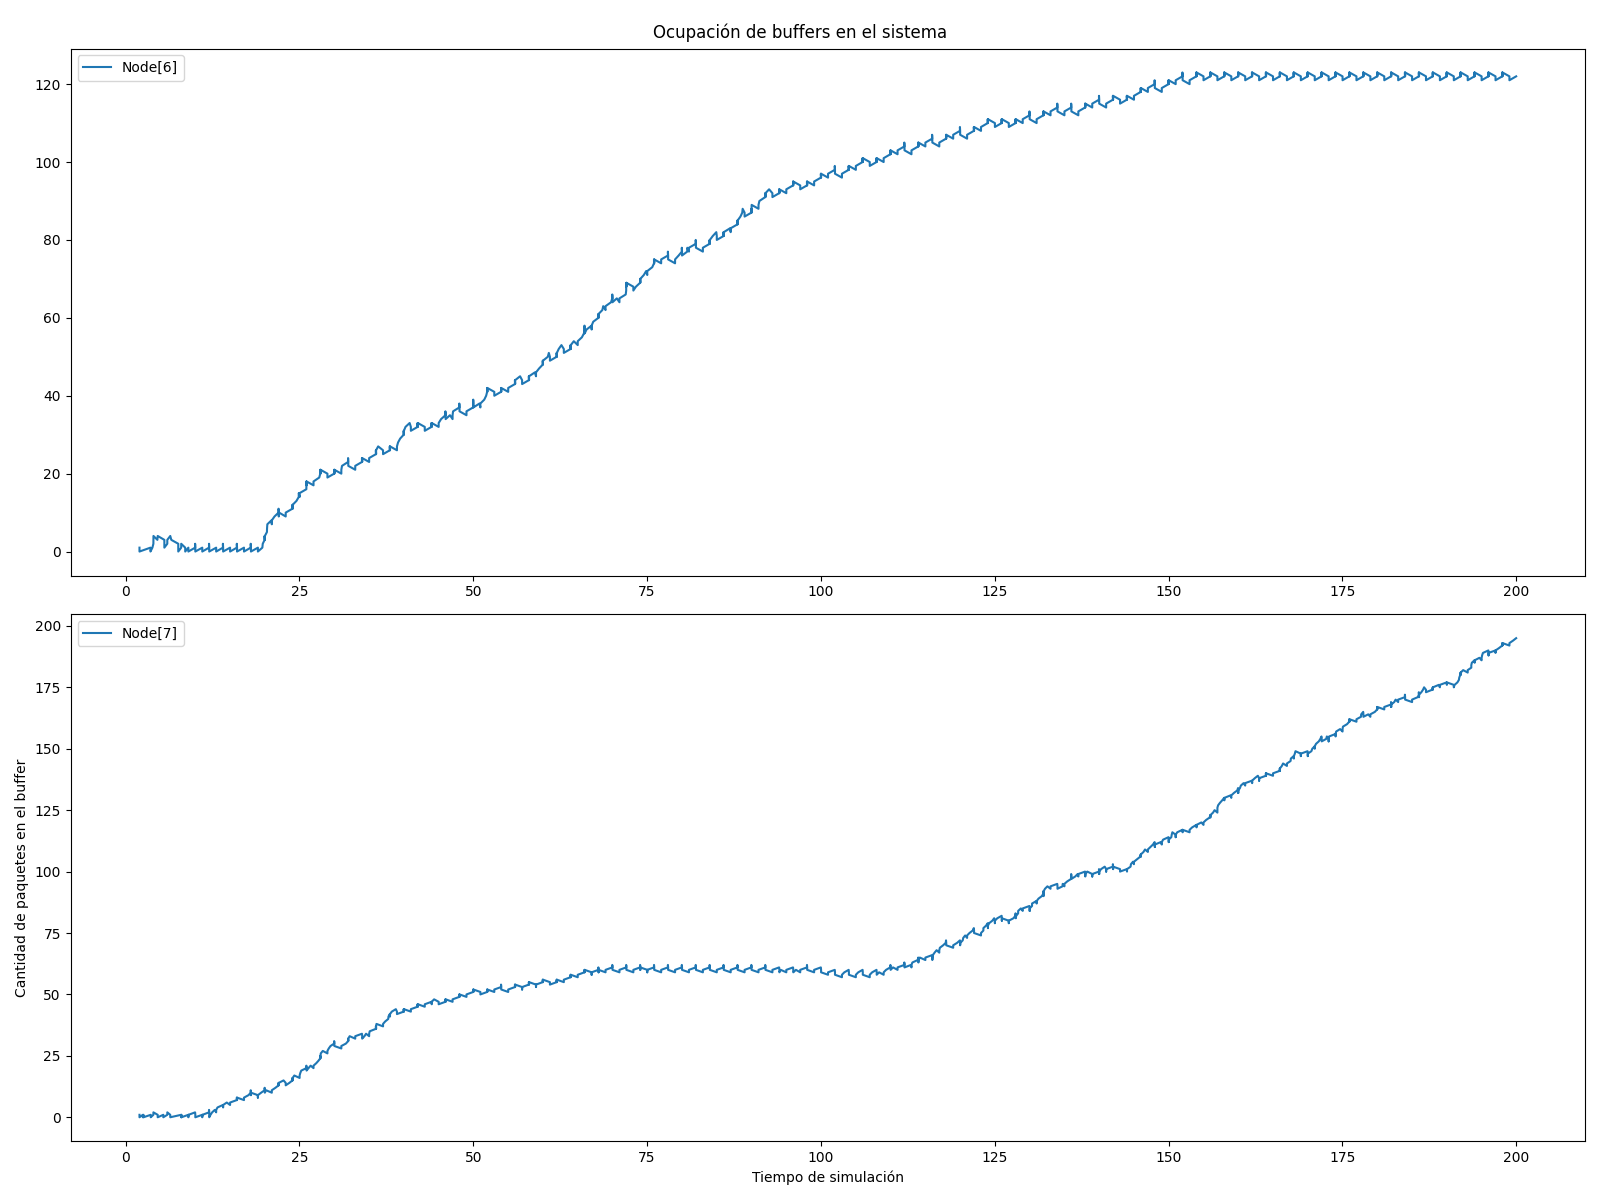 Ocupación de buffers en el sistema
Node[6]
120
100
80
60
40
20
0
0 25 50 75 100 125 150 175 200
Node[7]
200
175
150
125
100
75
50
25
0
Cantidad de paquetes en el buffer
0 25 50 75 100 125 150 175 200
Tiempo de simulación